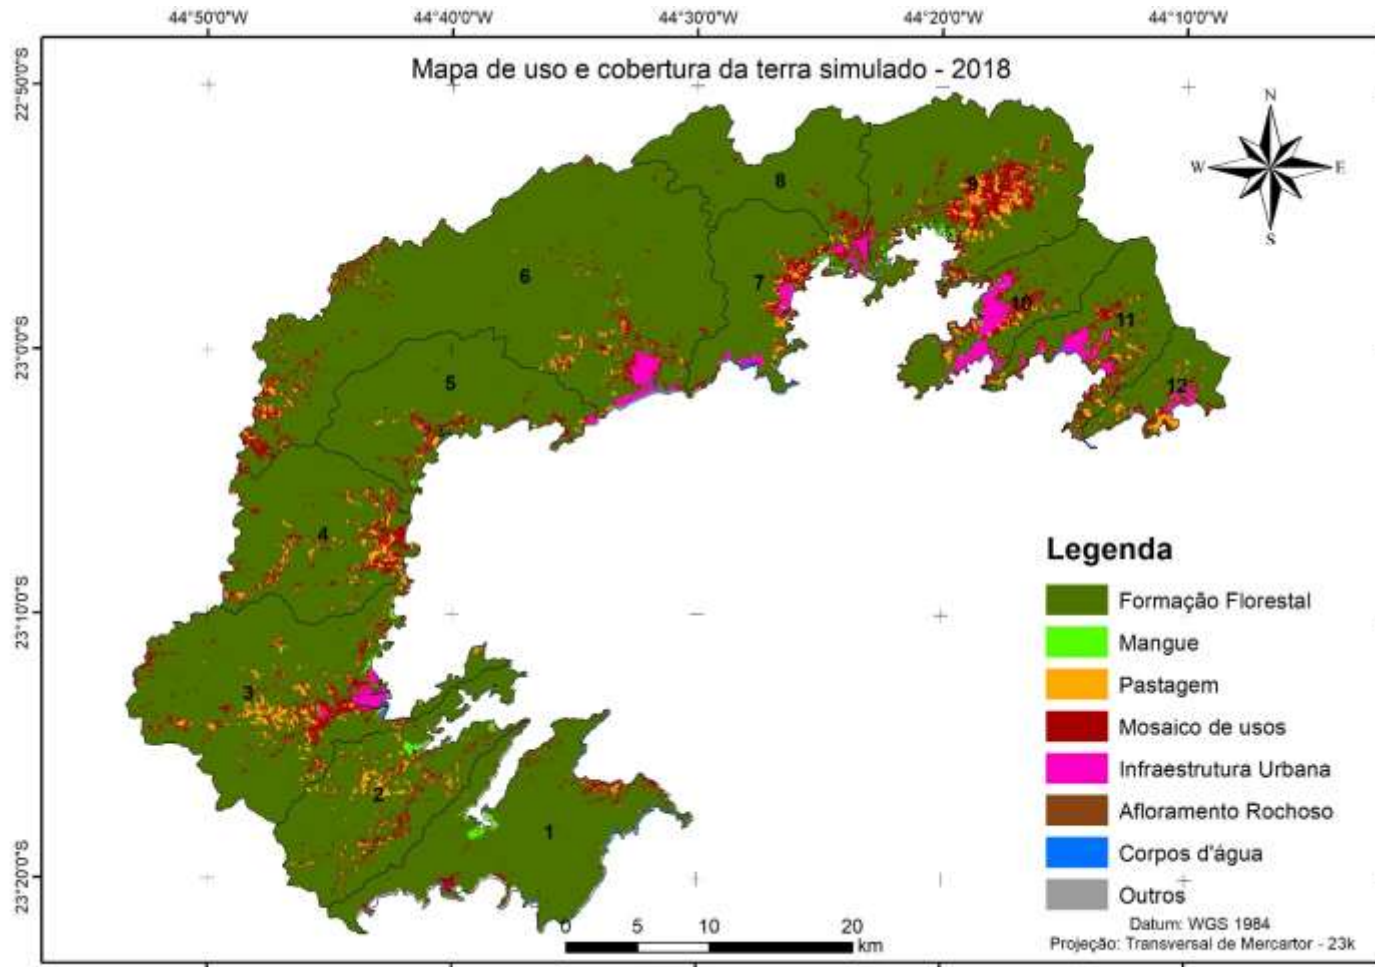 44°50'0"W 44°40'0"W 44°30'0"W 44°20'0"W 44°10'0"W
Mapa de uso e cobertura da terra simulado - 2018
22°50'0"S
N
W E
S
8
9
6
7
10
11
23°0'0"S
5
12
4
Legenda
Formação Florestal
23°10'0"S
Mangue
3
Pastagem
Mosaico de usos
Infraestrutura Urbana
2
1
Afloramento Rochoso
Corpos d'água
23°20'0"S
Outros
0 5 10 20
km
Datum: WGS 1984
Projeção: Transversal de Mercartor - 23k